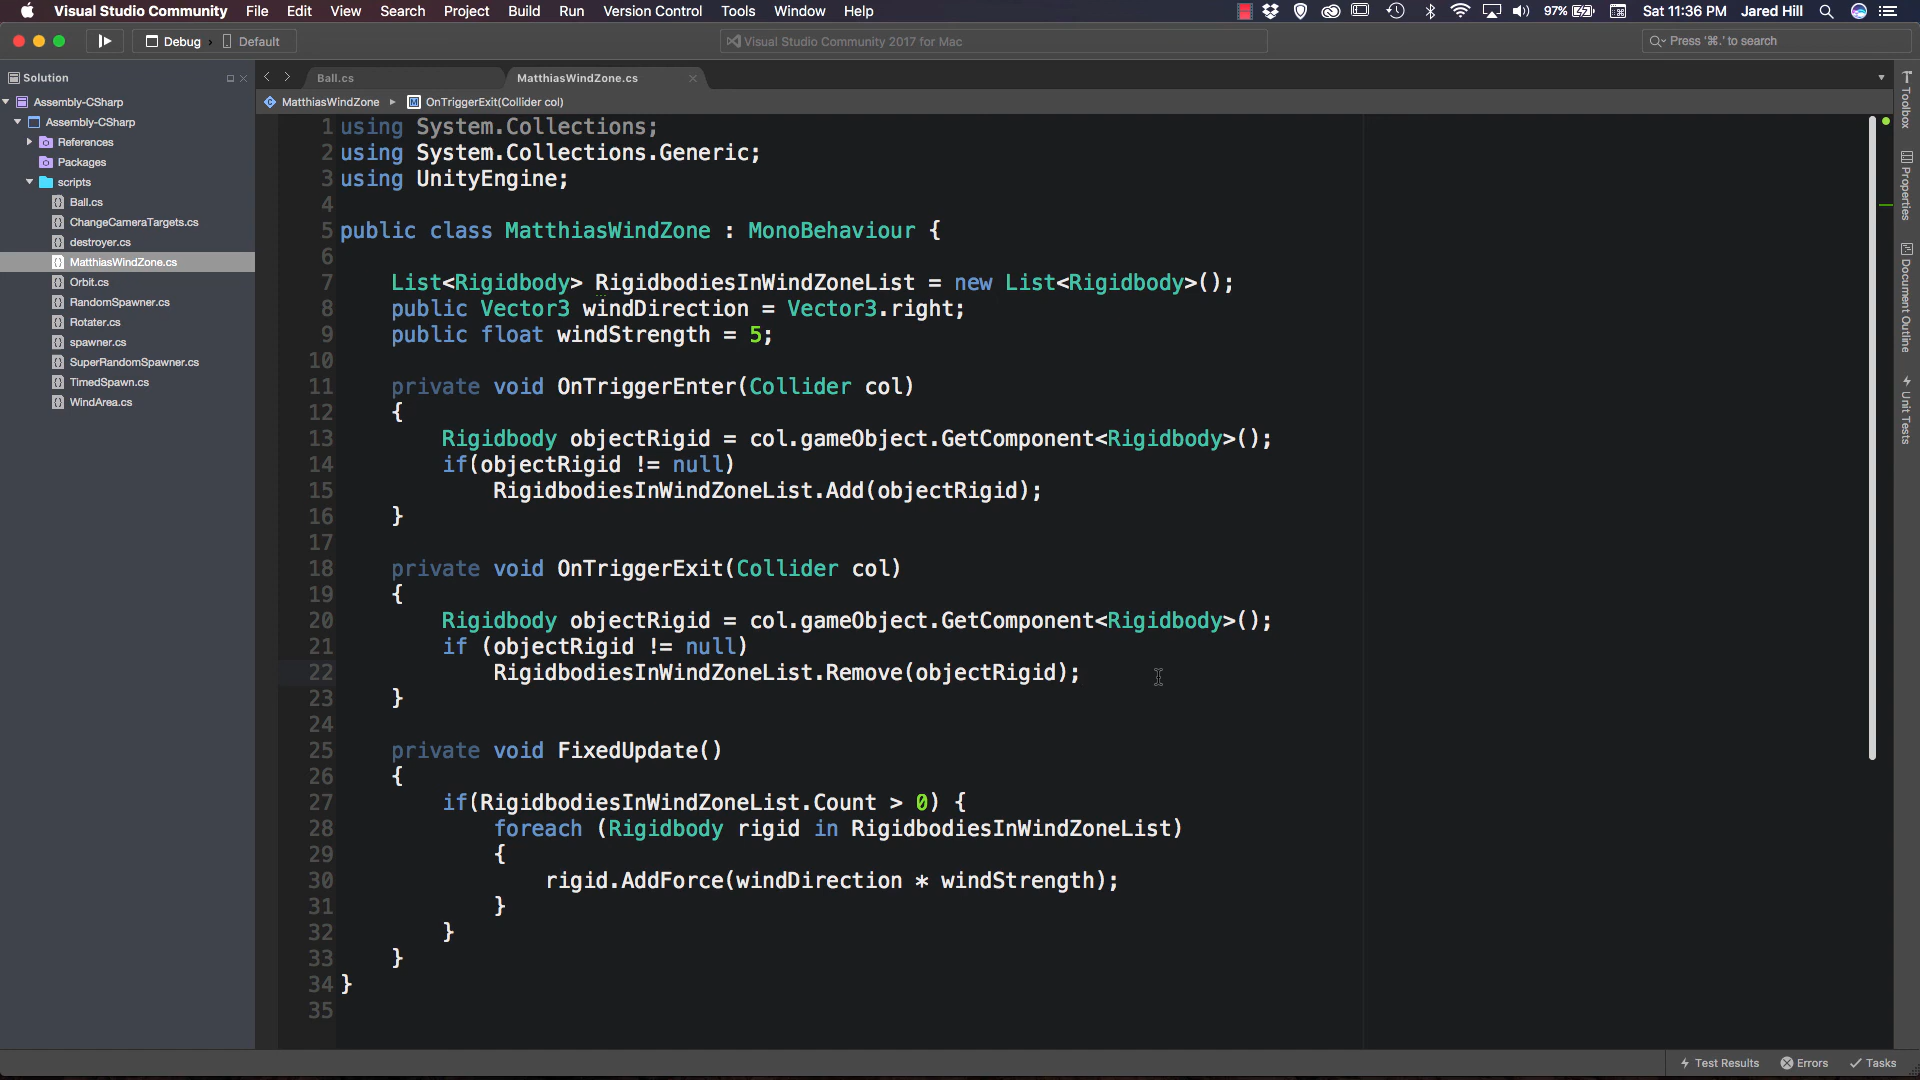 Visual Studio Community File Edit View Search Project Build Run Version Control Tools Window Help 97% Sat 11:36 PM Jared Hill
Debug Default Visual Studio Community 2017 for Mac Press '⌘.' to search
Solution
Assembly-CSharp
Assembly-CSharp
References
Packages
scripts
Ball.cs
ChangeCameraTargets.cs
destroyer.cs
MatthiasWindZone.cs
Orbit.cs
RandomSpawner.cs
Rotater.cs
spawner.cs
SuperRandomSpawner.cs
TimedSpawn.cs
WindArea.cs
Ball.cs MatthiasWindZone.cs
MatthiasWindZone OnTriggerExit(Collider col)
1 using System.Collections;
2 using System.Collections.Generic;
3 using UnityEngine;
4
5 public class MatthiasWindZone : MonoBehaviour {
6
7 List<Rigidbody> RigidbodiesInWindZoneList = new List<Rigidbody>();
8 public Vector3 windDirection = Vector3.right;
9 public float windStrength = 5;
10
11 private void OnTriggerEnter(Collider col)
12 {
13 Rigidbody objectRigid = col.gameObject.GetComponent<Rigidbody>();
14 if(objectRigid != null)
15 RigidbodiesInWindZoneList.Add(objectRigid);
16 }
17
18 private void OnTriggerExit(Collider col)
19 {
20 Rigidbody objectRigid = col.gameObject.GetComponent<Rigidbody>();
21 if (objectRigid != null)
22 RigidbodiesInWindZoneList.Remove(objectRigid);
23 }
24
25 private void FixedUpdate()
26 {
27 if(RigidbodiesInWindZoneList.Count > 0) {
28 foreach (Rigidbody rigid in RigidbodiesInWindZoneList)
29 {
30 rigid.AddForce(windDirection * windStrength);
31 }
32 }
33 }
34 }
35
Toolbox
Properties
Document Outline
Unit Tests
Test Results Errors Tasks